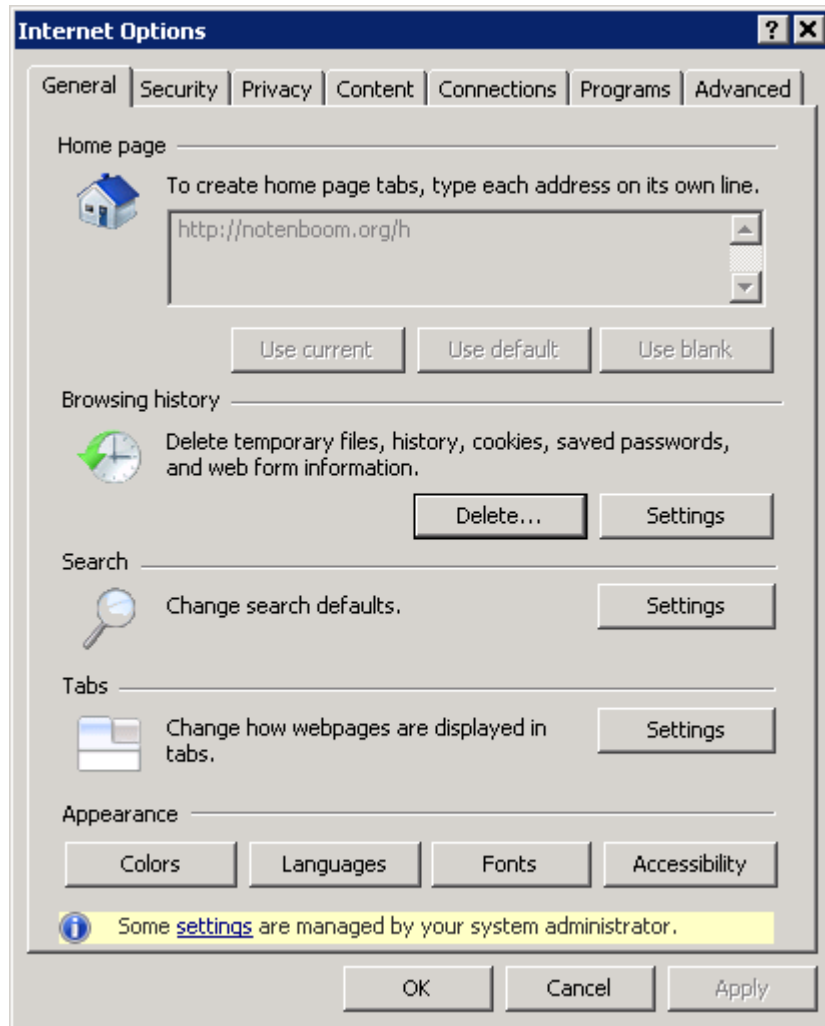 Internet Options
General Security Privacy Content Connections Programs Advanced
Home page
To create home page tabs, type each address on its own line.
http://notenboom.org/h
Use current Use default Use blank
Browsing history
Delete temporary files, history, cookies, saved passwords,
and web form information.
Delete... Settings
Search
Change search defaults. Settings
Tabs
Change how webpages are displayed in
tabs.
Settings
Appearance
Colors Languages Fonts Accessibility
Some settings are managed by your system administrator.
OK Cancel Apply